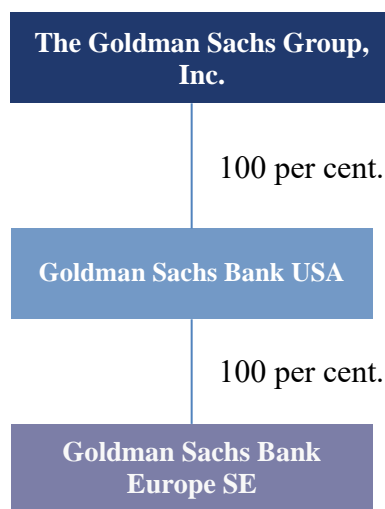 The Goldman Sachs Group,
Inc.
100 per cent.
Goldman Sachs Bank USA
100 per cent.
Goldman Sachs Bank
Europe SE